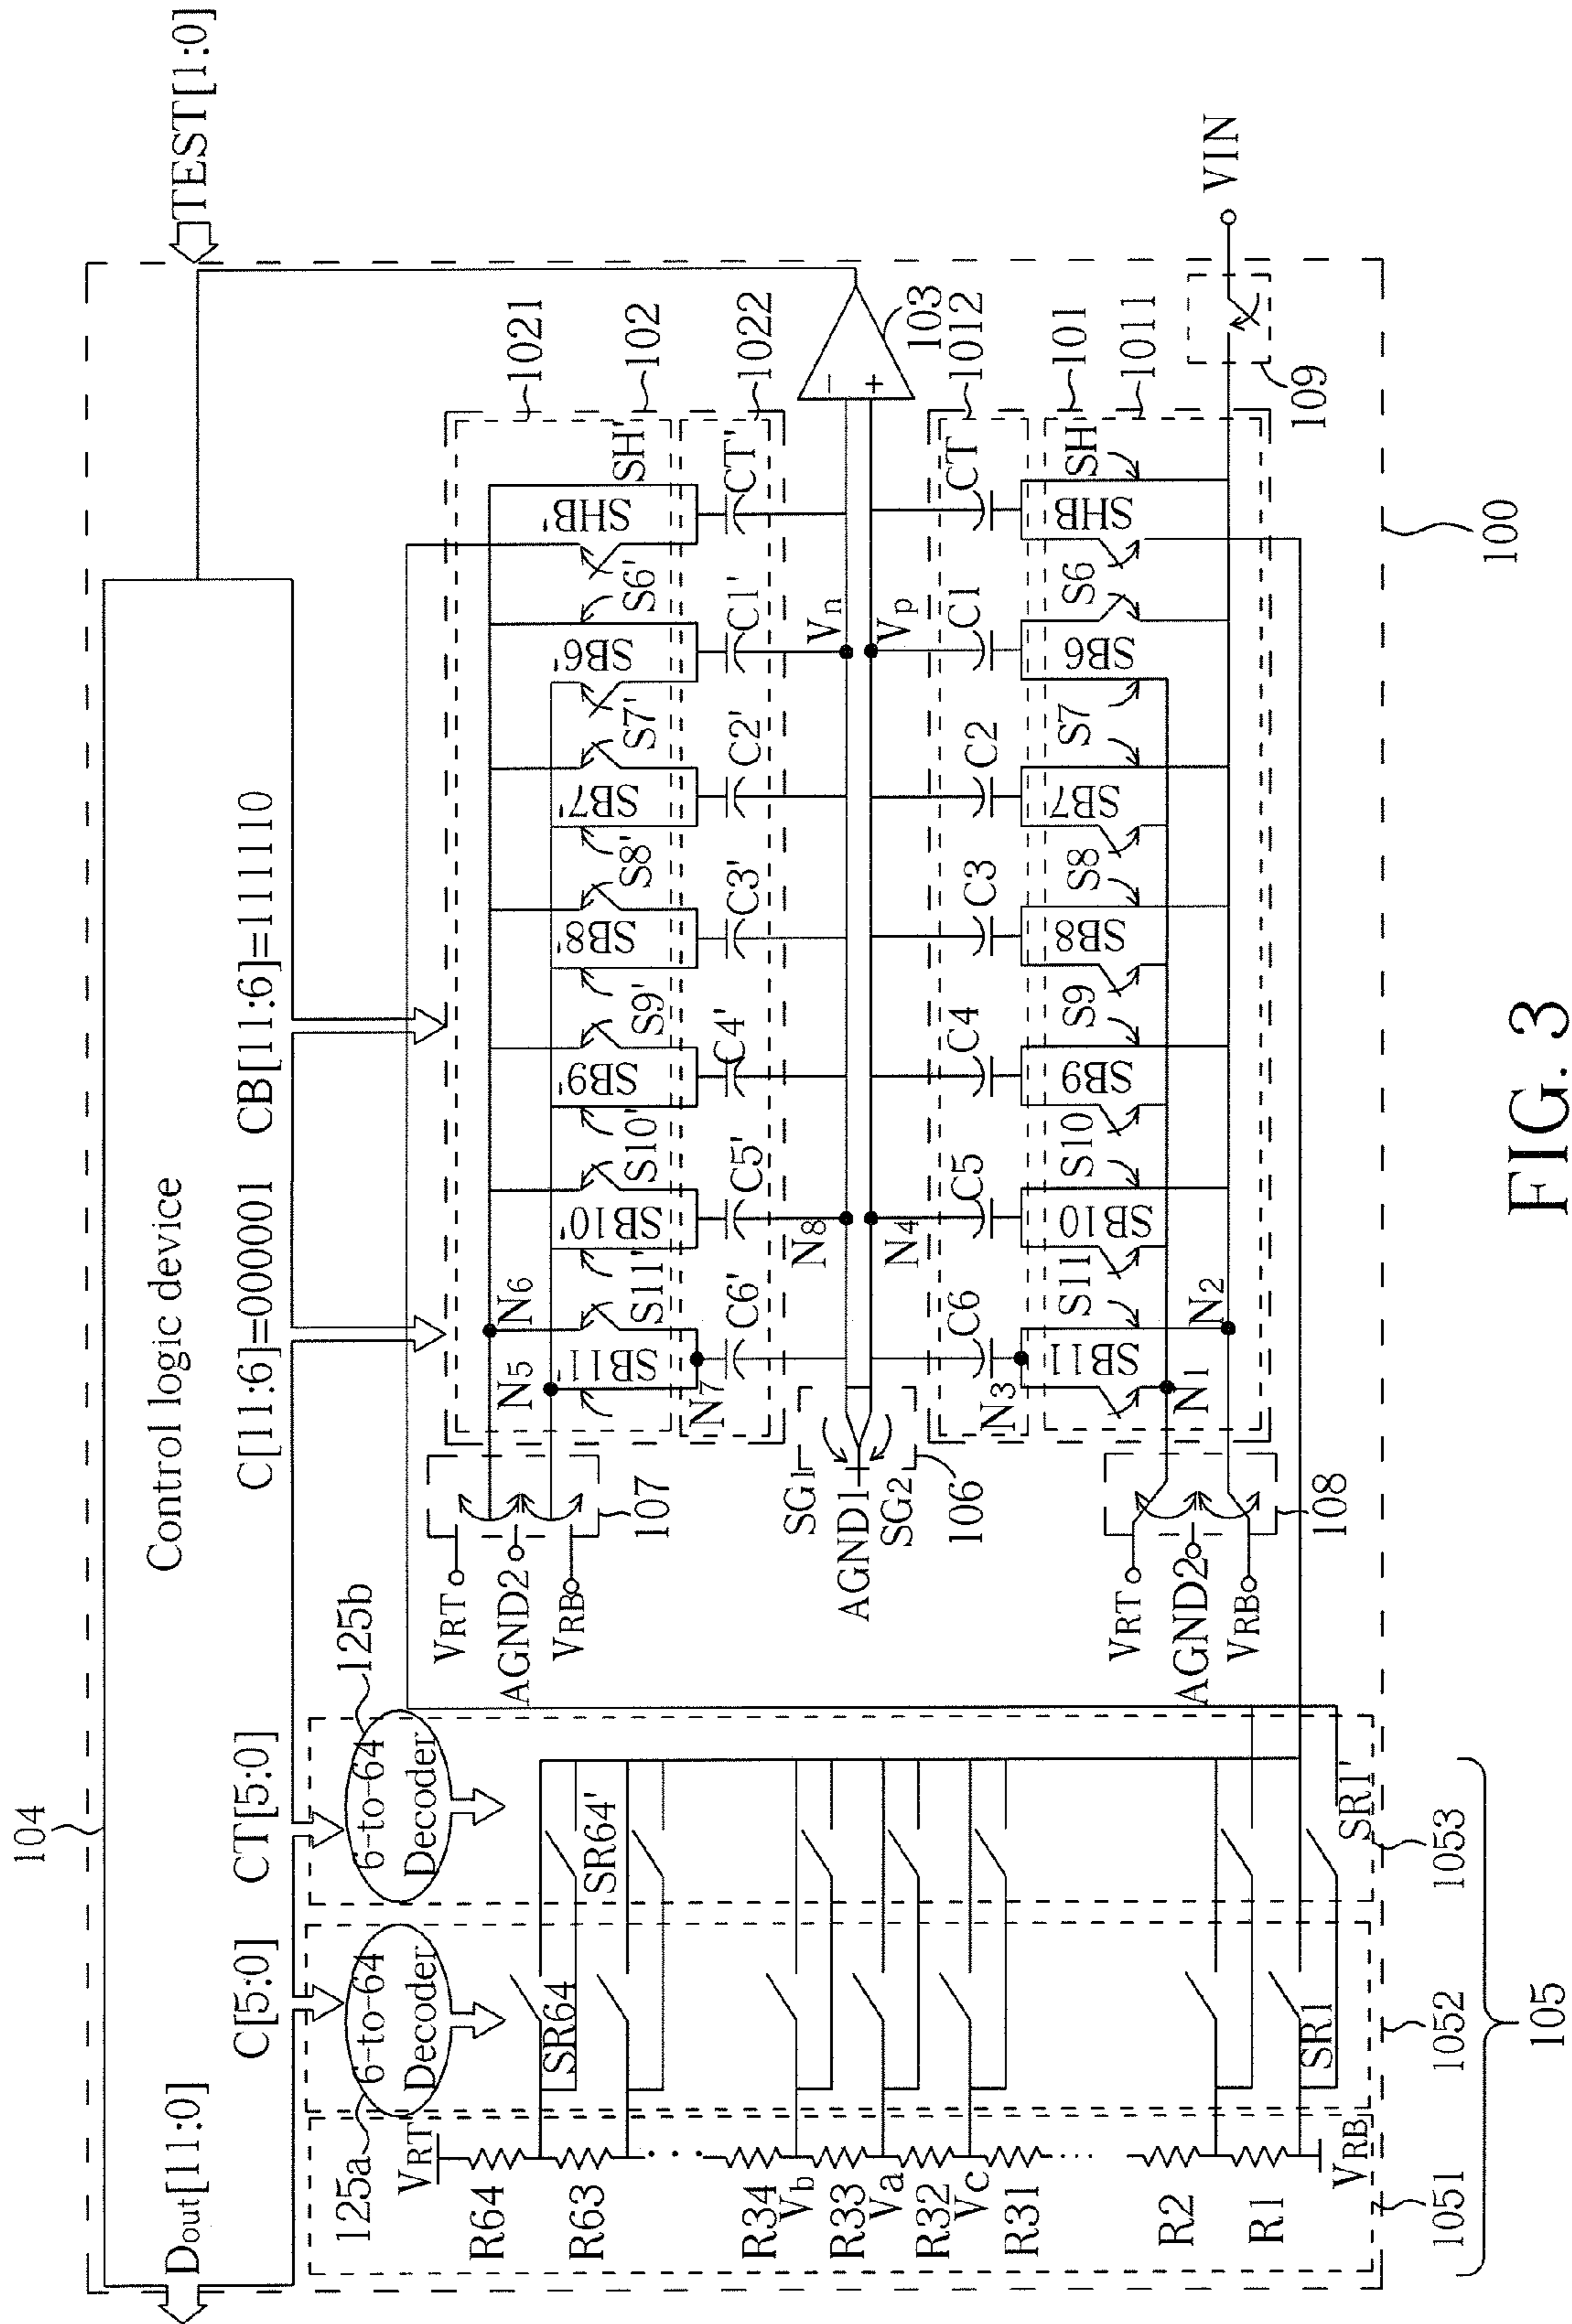 TEST[1:0]
104
Control logic device
Dout[11:0]
C[5:0]
CT[5:0]
C[11:6]=000001
CB[11:6]=111110
125a
6-to-64
Decoder
125b
6-to-64
Decoder
VRT
R64
R63
R34
Vb
R33
Va
R32
Vc
R31
R2
R1
VRB
SR64
SR64'
SR1
SR1'
1051
1052
1053
105
VRT
AGND2
VRB
107
N5
N6
N7
N8
SB11'
S11'
SB10'
S10'
SB9'
S9'
SB8'
S8'
SB7'
S7'
SB6'
S6'
SHB'
SH'
1021
102
1022
C6'
C5'
C4'
C3'
C2'
C1'
CT'
SG1
AGND1
SG2
106
Vn
Vp
−
+
103
1012
101
1011
N4
C6
C5
C4
C3
C2
C1
CT
N3
SB11
S11
SB10
S10
SB9
S9
SB8
S8
SB7
S7
SB6
S6
SHB
SH
N1
N2
VRT
AGND2
VRB
108
109
VIN
100
FIG. 3